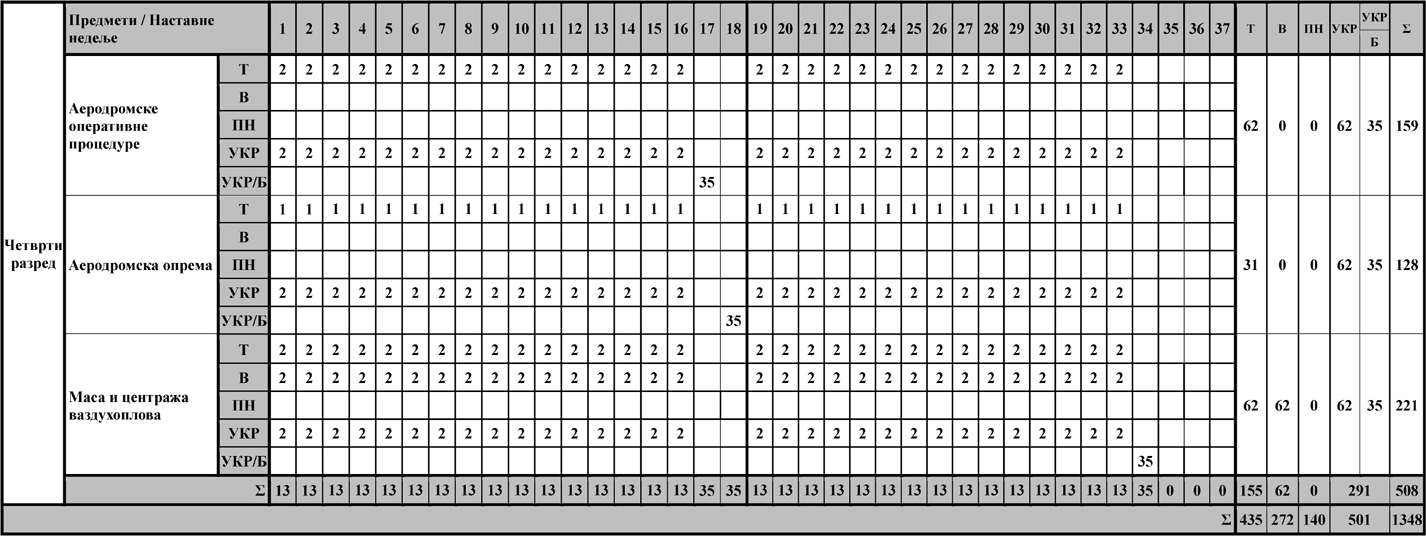 Предмети / Наставне недеље 1 2 3 4 5 6 7 8 9 10 11 12 13 14 15 16 17 18 19 20 21 22 23 24 25 26 27 28 29 30 31 32 33 34 35 36 37 Т В ПН УКР УКР Б Σ
Четврти разред
Аеродромске оперативне процедуре
Т 2 2 2 2 2 2 2 2 2 2 2 2 2 2 2 2 2 2 2 2 2 2 2 2 2 2 2 2 2 2 2
В
ПН
УКР 2 2 2 2 2 2 2 2 2 2 2 2 2 2 2 2 2 2 2 2 2 2 2 2 2 2 2 2 2 2 2
УКР/Б 35
62 0 0 62 35 159
Аеродромска опрема
Т 1 1 1 1 1 1 1 1 1 1 1 1 1 1 1 1 1 1 1 1 1 1 1 1 1 1 1 1 1 1 1
В
ПН
УКР 2 2 2 2 2 2 2 2 2 2 2 2 2 2 2 2 2 2 2 2 2 2 2 2 2 2 2 2 2 2 2
УКР/Б 35
31 0 0 62 35 128
Маса и центража ваздухоплова
Т 2 2 2 2 2 2 2 2 2 2 2 2 2 2 2 2 2 2 2 2 2 2 2 2 2 2 2 2 2 2 2
В 2 2 2 2 2 2 2 2 2 2 2 2 2 2 2 2 2 2 2 2 2 2 2 2 2 2 2 2 2 2 2
ПН
УКР 2 2 2 2 2 2 2 2 2 2 2 2 2 2 2 2 2 2 2 2 2 2 2 2 2 2 2 2 2 2 2
УКР/Б 35
62 62 0 62 35 221
Σ 13 13 13 13 13 13 13 13 13 13 13 13 13 13 13 13 35 35 13 13 13 13 13 13 13 13 13 13 13 13 13 13 13 35 0 0 0 155 62 0 291 508
Σ 435 272 140 501 1348